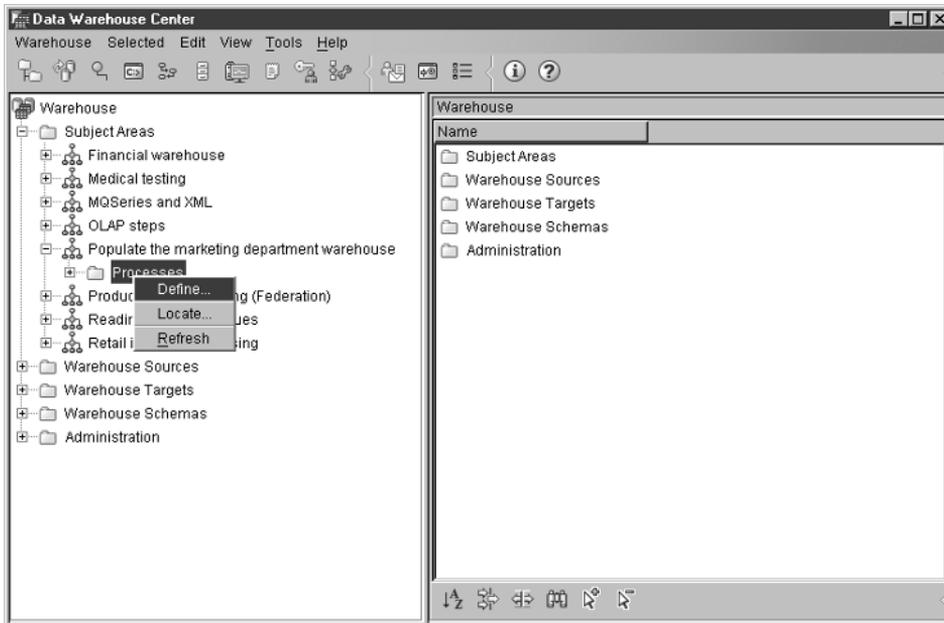 Data Warehouse Center
Warehouse Selected Edit View Tools Help
Warehouse
Subject Areas
Financial warehouse
Medical testing
MQSeries and XML
OLAP steps
Populate the marketing department warehouse
Processes
Define...
Locate...
Refresh
(Federation)
Retail
Warehouse Sources
Warehouse Targets
Warehouse Schemas
Administration
Warehouse
Name
Subject Areas
Warehouse Sources
Warehouse Targets
Warehouse Schemas
Administration